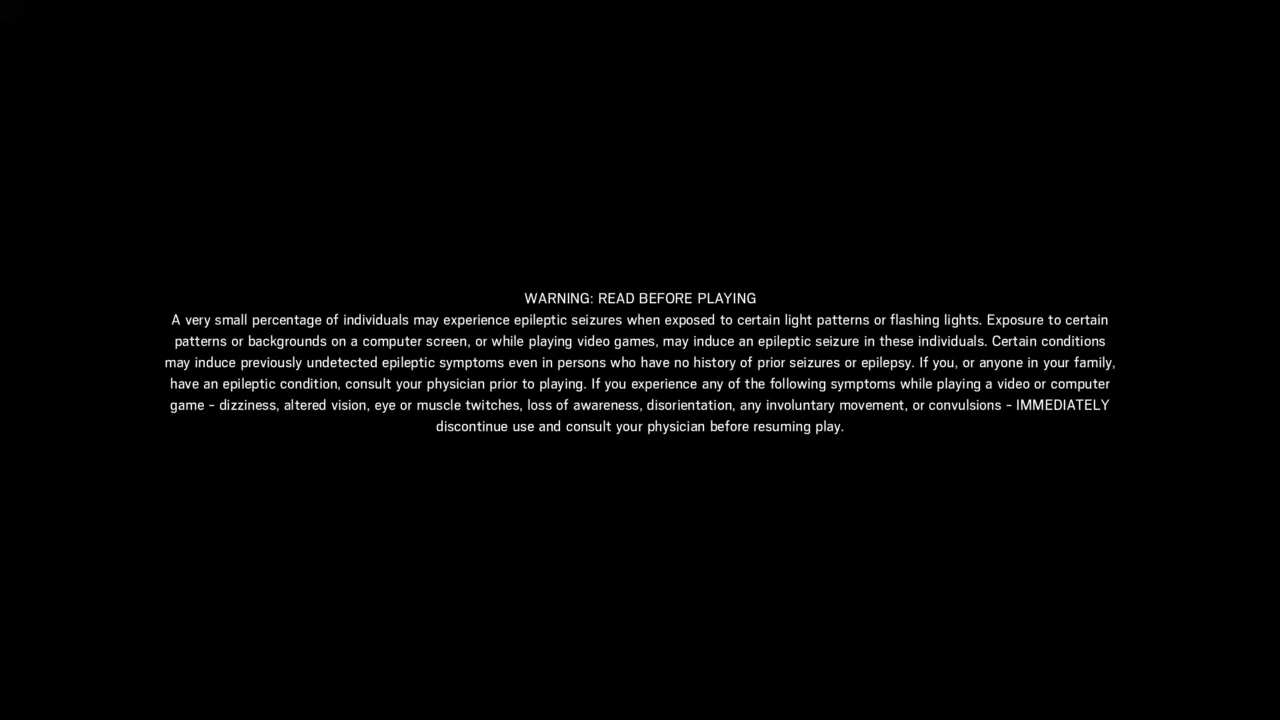 WARNING: READ BEFORE PLAYING
A very small percentage of individuals may experience epileptic seizures when exposed to certain light patterns or flashing lights. Exposure to certain
patterns or backgrounds on a computer screen, or while playing video games, may induce an epileptic seizure in these individuals. Certain conditions
may induce previously undetected epileptic symptoms even in persons who have no history of prior seizures or epilepsy. If you, or anyone in your family,
have an epileptic condition, consult your physician prior to playing. If you experience any of the following symptoms while playing a video or computer
game - dizziness, altered vision, eye or muscle twitches, loss of awareness, disorientation, any involuntary movement, or convulsions - IMMEDIATELY
discontinue use and consult your physician before resuming play.